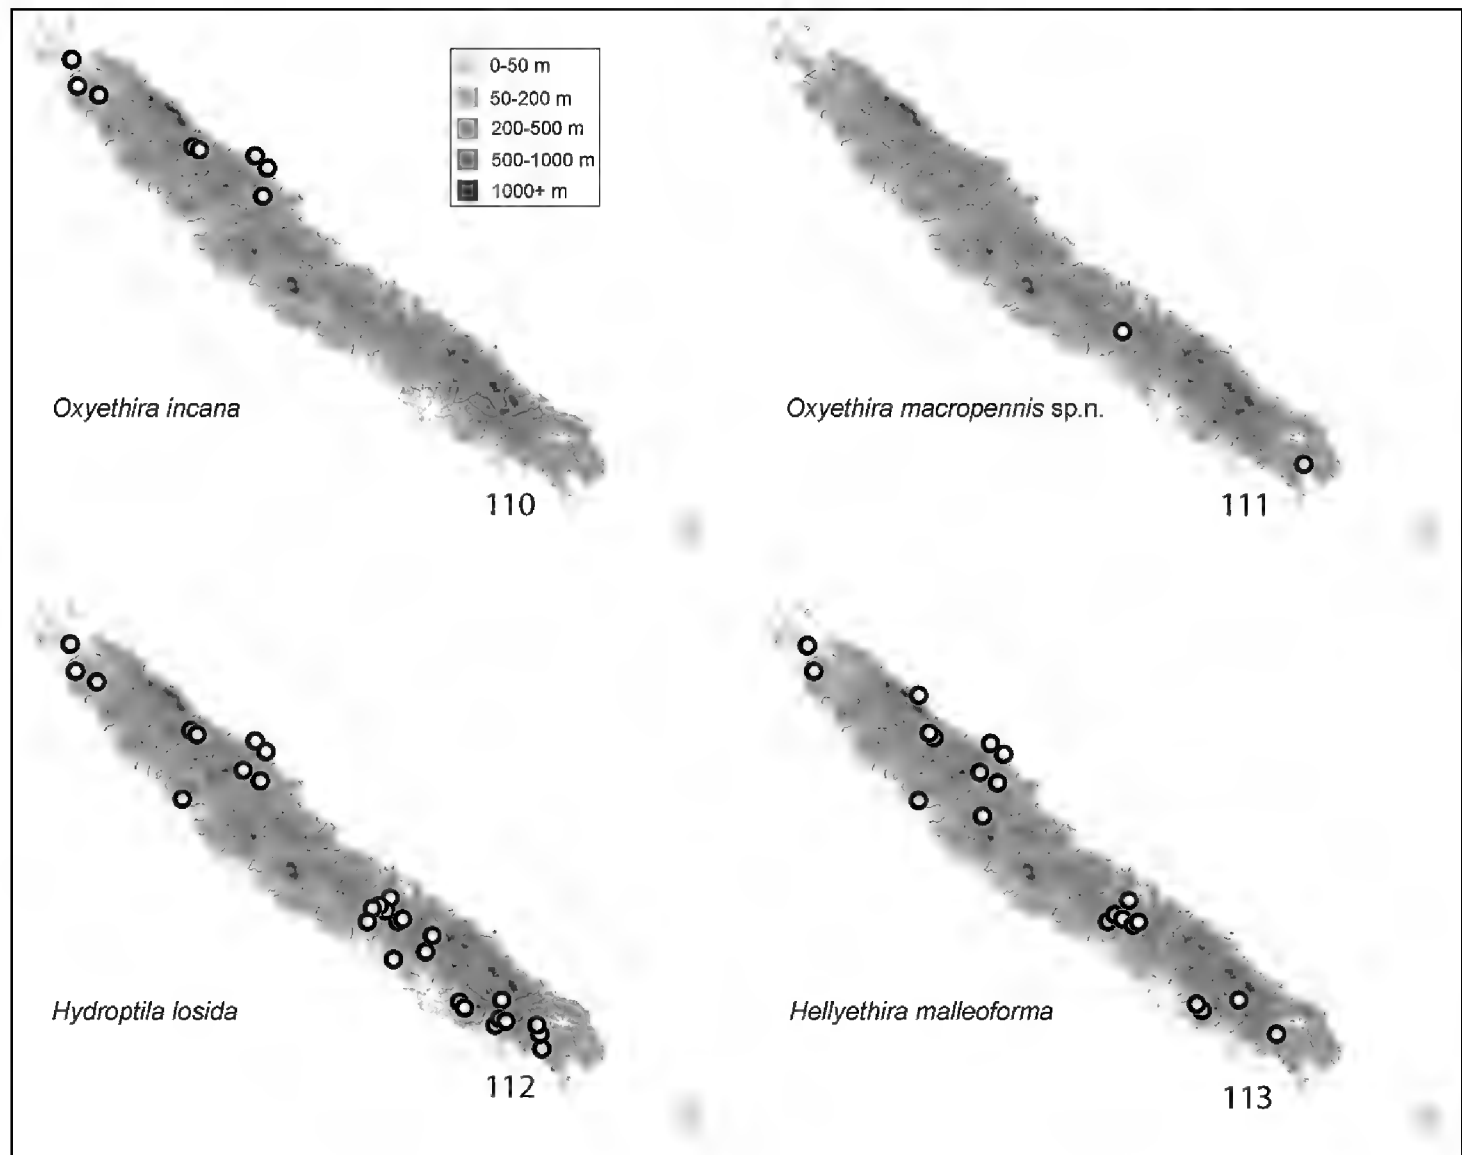 0-50 m
50-200 m
200-500 m
500-1000 m
1000+ m
Oxyethira incana
110
Oxyethira macropennis sp.n.
111
Hydroptila losida
112
Hellyethira malleoforma
113